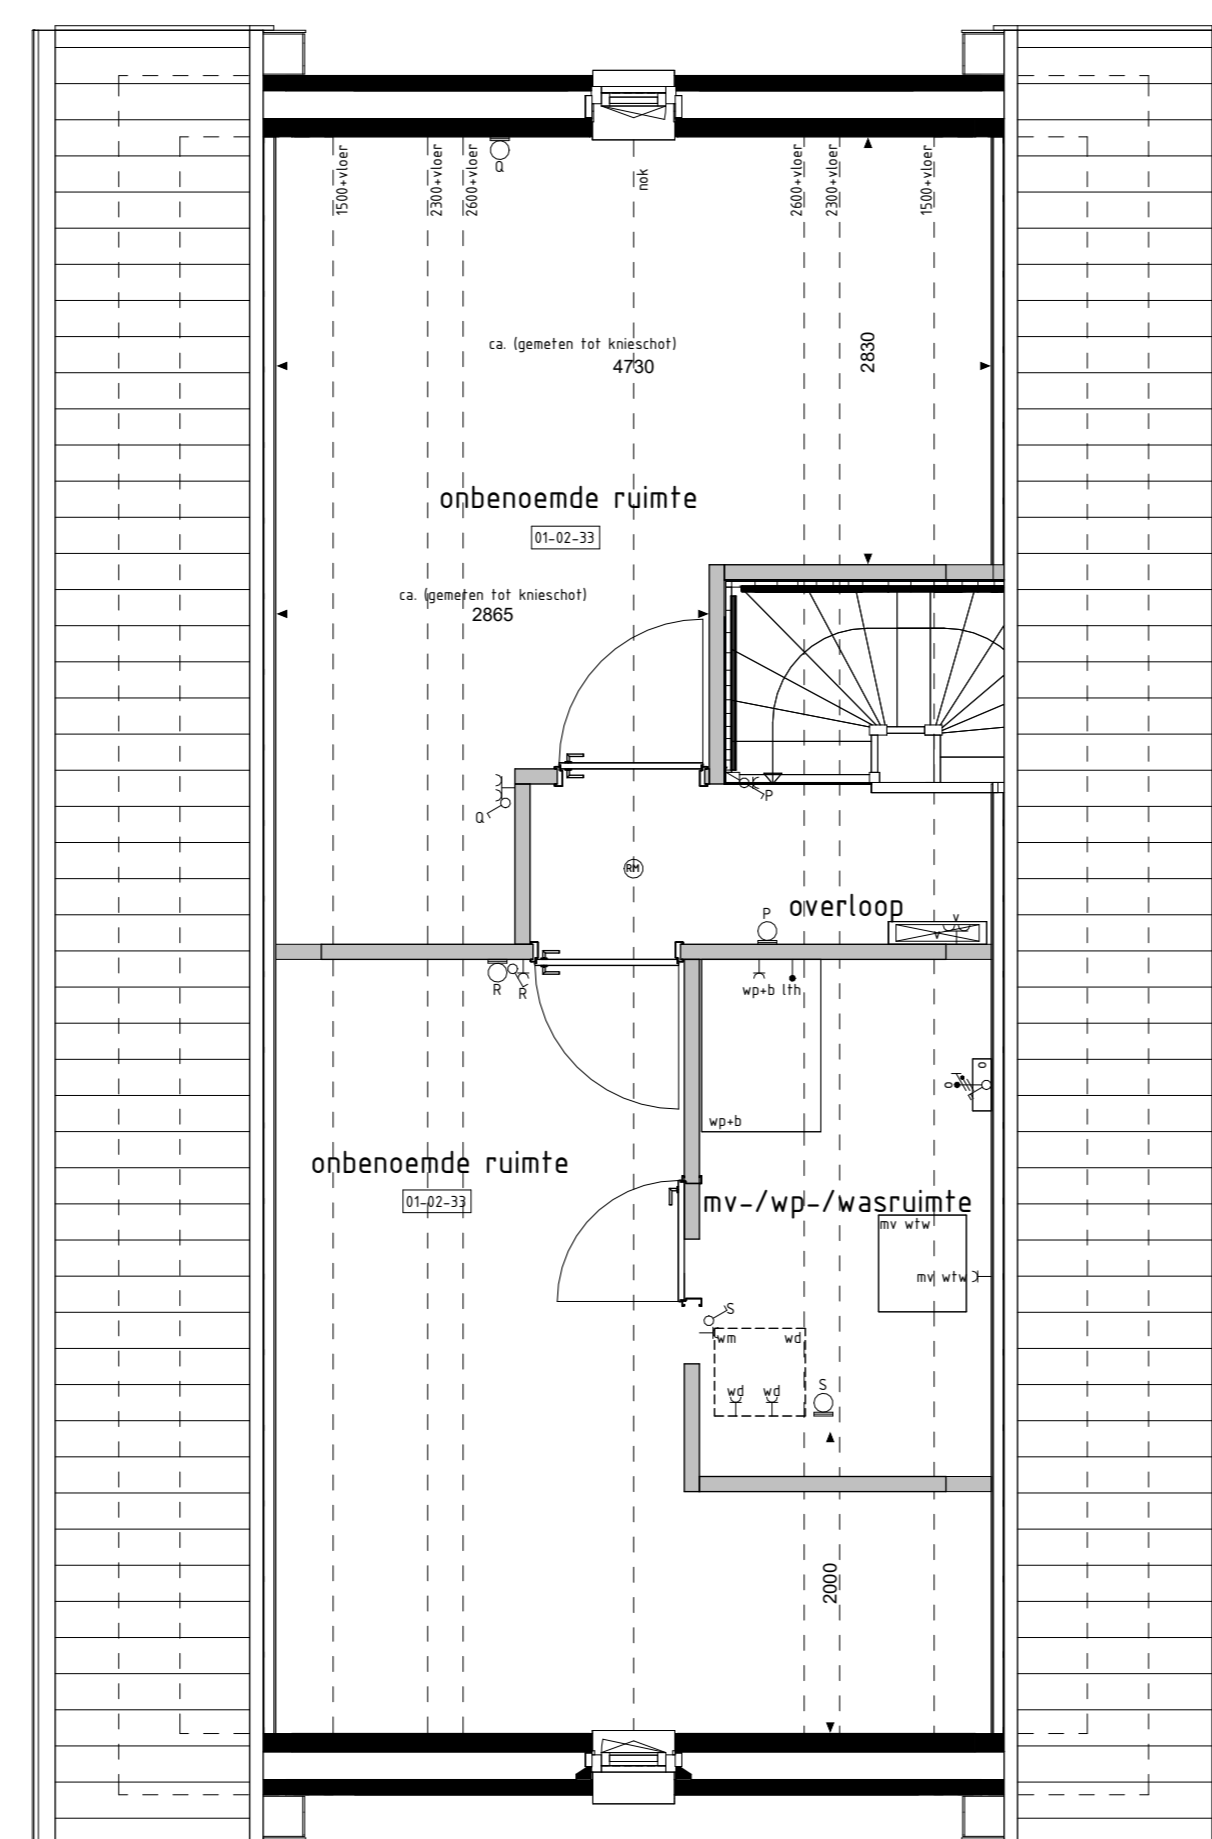 1500+vloer
2300+vloer
2600+vloer
Q
nok
2600+vloer
2300+vloer
1500+vloer
ca. (gemeten tot knieschot)
4730
2830
onbenoemde ruimte
01-02-33
ca. (gemeten tot knieschot)
2865
Q
P
RM
overloop
P
v
v
R
R
wp+b lth
wp+b
o
o
onbenoemde ruimte
01-02-33
mv-/wp-/wasruimte
mv wtw
mv wtw
S
wm
wd
wd
wd
S
2000